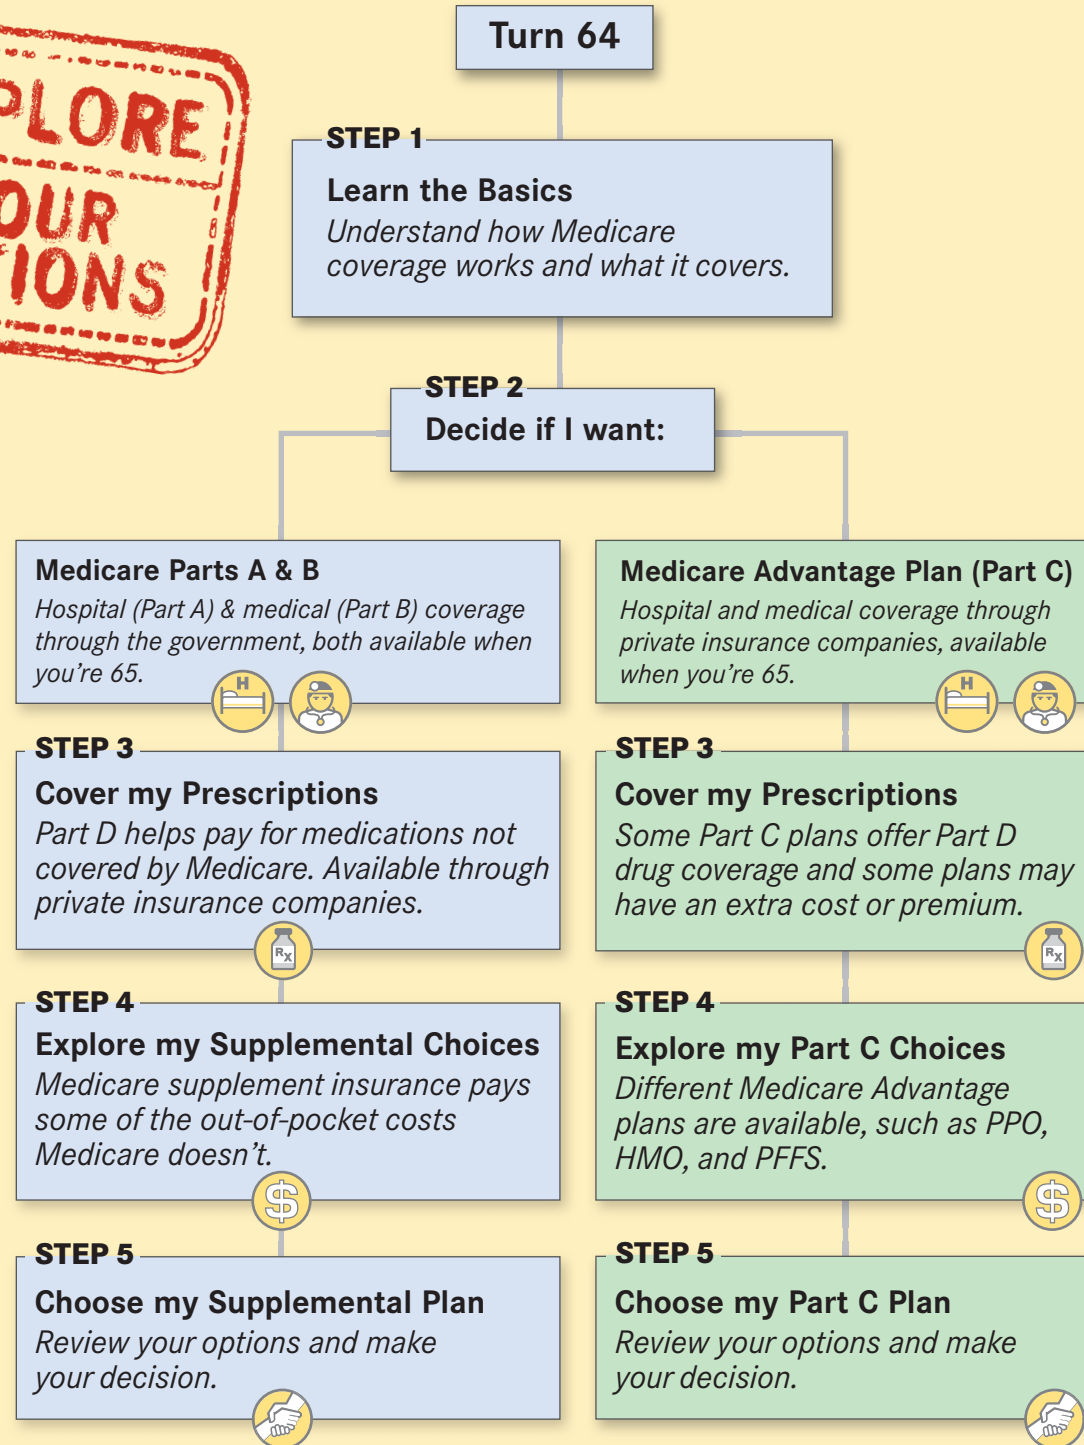 Turn 64
PLORE
OUR
TIONS
STEP 1
Learn the Basics
Understand how Medicare
coverage works and what it covers.
STEP 2
Decide if I want:
Medicare Parts A & B
Hospital (Part A) & medical (Part B) coverage
through the government, both available when
you're 65.
H
STEP 3
Cover my Prescriptions
Part D helps pay for medications not
covered by Medicare. Available through
private insurance companies.
Rx
STEP 4
Explore my Supplemental Choices
Medicare supplement insurance pays
some of the out-of-pocket costs
Medicare doesn't.
$
STEP 5
Choose my Supplemental Plan
Review your options and make
your decision.
Medicare Advantage Plan (Part C)
Hospital and medical coverage through
private insurance companies, available
when you're 65.
H
STEP 3
Cover my Prescriptions
Some Part C plans offer Part D
drug coverage and some plans may
have an extra cost or premium.
Rx
STEP 4
Explore my Part C Choices
Different Medicare Advantage
plans are available, such as PPO,
HMO, and PFFS.
$
STEP 5
Choose my Part C Plan
Review your options and make
your decision.